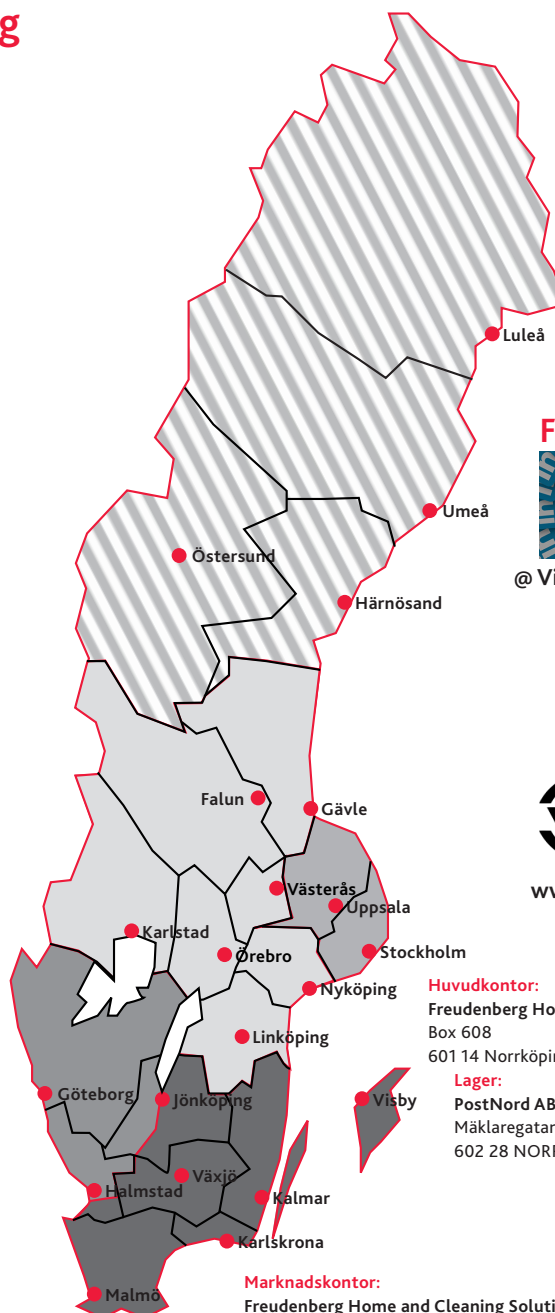 g
Luleå
F
Umeå
Östersund
@ Vi
Härnösand
Falun
Gävle
Västerås
Uppsala
Karlstad
Örebro
Stockholm
Nyköping
Huvudkontor:
Freudenberg Ho
Box 608
601 14 Norrköpin
Linköping
Lager:
PostNord AB
Mäklaregatan
602 28 NORR
Göteborg
Jönköping
Visby
Växjö
Halmstad
Kalmar
Karlskrona
Malmö
Marknadskontor:
Freudenberg Home and Cleaning Soluti